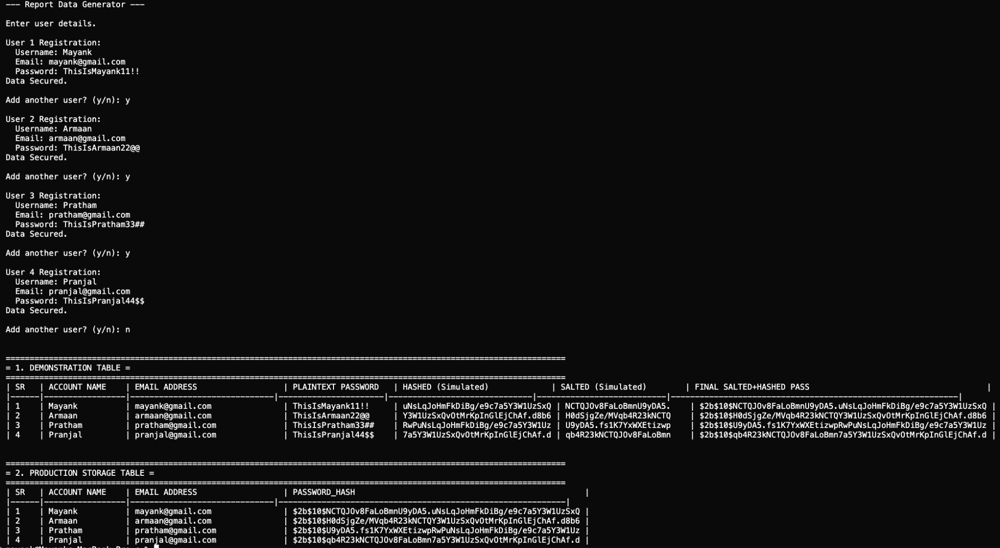 --- Report Data Generator ---
Enter user details.
User 1 Registration:
Username: Mayank
Email: mayank@gmail.com
Password: ThisIsMayank11!!
Data Secured.
Add another user? (y/n): y
User 2 Registration:
Username: Armaan
Email: armaan@gmail.com
Password: ThisIsArmaan22@@
Data Secured.
Add another user? (y/n): y
User 3 Registration:
Username: Pratham
Email: pratham@gmail.com
Password: ThisIsPratham33##
Data Secured.
Add another user? (y/n): y
User 4 Registration:
Username: Pranjal
Email: pranjal@gmail.com
Password: ThisIsPranjal44$$
Data Secured.
Add another user? (y/n): n
= 1. DEMONSTRATION TABLE =
| SR | ACCOUNT NAME | EMAIL ADDRESS | PLAINTEXT PASSWORD | HASHED (Simulated) | SALTED (Simulated) | FINAL SALTED+HASHED PASS |
| 1 | Mayank | mayank@gmail.com | ThisIsMayank11!! | uNsLqJoHmFkDiBg/e9c7a5Y3W1UzSxQ | NCTQJOv8FaLoBmnU9yDA5. | $2b$10$NCTQJOv8FaLoBmnU9yDA5.uNsLqJoHmFkDiBg/e9c7a5Y3W1UzSxQ |
| 2 | Armaan | armaan@gmail.com | ThisIsArmaan22@@ | Y3W1UzSxQvOtMrKpInGlEjChAf.d8b6 | H0dSjgZe/MVqb4R23kNCTQ | $2b$10$H0dSjgZe/MVqb4R23kNCTQY3W1UzSxQvOtMrKpInGlEjChAf.d8b6 |
| 3 | Pratham | pratham@gmail.com | ThisIsPratham33## | RwPuNsLqJoHmFkDiBg/e9c7a5Y3W1Uz | U9yDA5.fs1K7YxWXEtizwp | $2b$10$U9yDA5.fs1K7YxWXEtizwpRwPuNsLqJoHmFkDiBg/e9c7a5Y3W1Uz |
| 4 | Pranjal | pranjal@gmail.com | ThisIsPranjal44$$ | 7a5Y3W1UzSxQvOtMrKpInGlEjChAf.d | qb4R23kNCTQJOv8FaLoBmn | $2b$10$qb4R23kNCTQJOv8FaLoBmn7a5Y3W1UzSxQvOtMrKpInGlEjChAf.d |
= 2. PRODUCTION STORAGE TABLE =
| SR | ACCOUNT NAME | EMAIL ADDRESS | PASSWORD_HASH |
| 1 | Mayank | mayank@gmail.com | $2b$10$NCTQJOv8FaLoBmnU9yDA5.uNsLqJoHmFkDiBg/e9c7a5Y3W1UzSxQ |
| 2 | Armaan | armaan@gmail.com | $2b$10$H0dSjgZe/MVqb4R23kNCTQY3W1UzSxQvOtMrKpInGlEjChAf.d8b6 |
| 3 | Pratham | pratham@gmail.com | $2b$10$U9yDA5.fs1K7YxWXEtizwpRwPuNsLqJoHmFkDiBg/e9c7a5Y3W1Uz |
| 4 | Pranjal | pranjal@gmail.com | $2b$10$qb4R23kNCTQJOv8FaLoBmn7a5Y3W1UzSxQvOtMrKpInGlEjChAf.d |